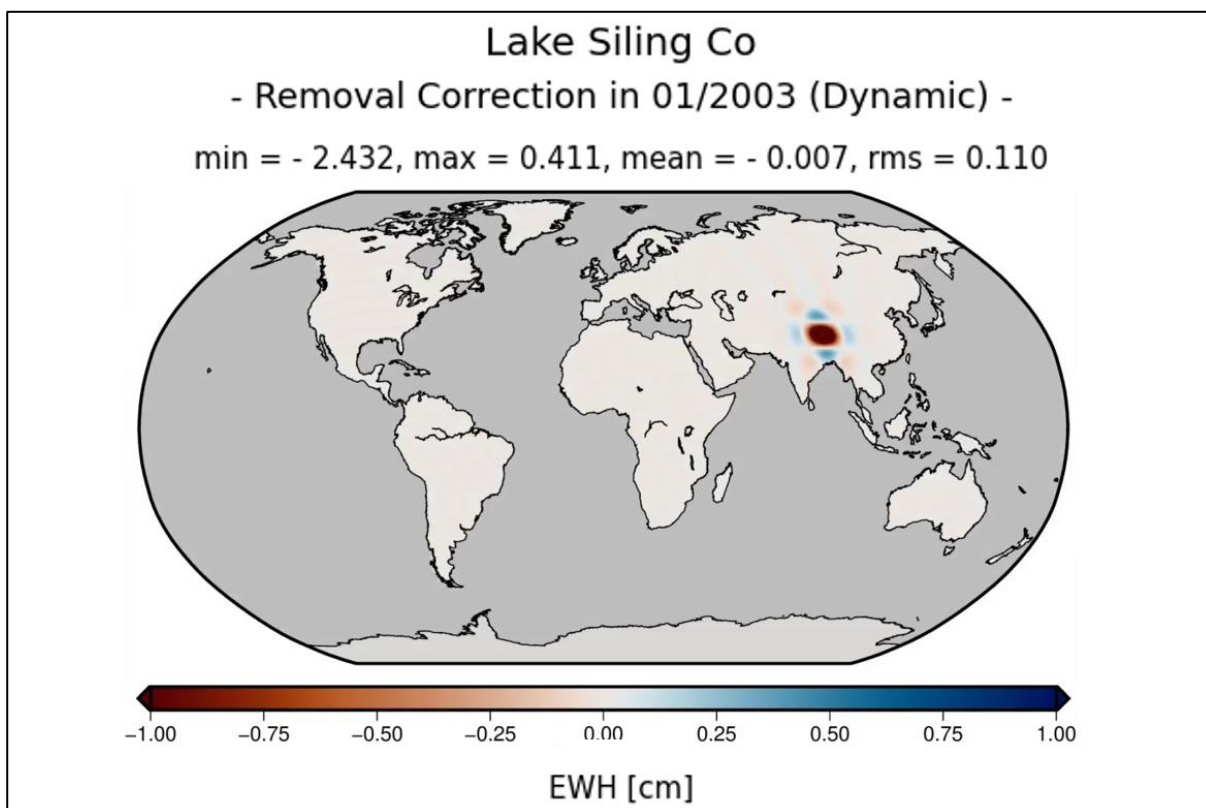 Lake Siling Co
- Removal Correction in 01/2003 (Dynamic) -
min = - 2.432, max = 0.411, mean = - 0.007, rms = 0.110
−1.00 −0.75 −0.50 −0.25 0.00 0.25 0.50 0.75 1.00
EWH [cm]